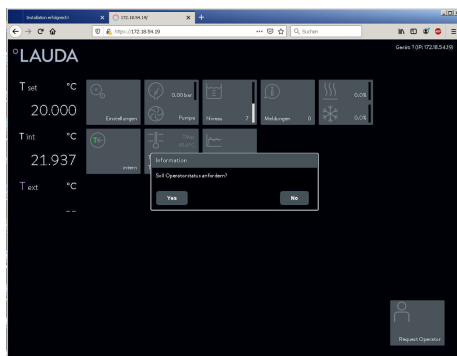 Installation erfolgreich!
172.18.54.19/
https://172.18.54.19
Suchen
°LAUDA
Gerät: ? (IP: 172.18.54.19)
T set °C
20.000
T int °C
21.937
T ext °C
--
Einstellungen
0.00 bar
Pumpe
Niveau 7
Meldungen 0
0.0%
0.0%
T
intern
TMax
Information
Soll Operatorstatus anfordern?
Yes
No
Request Operator